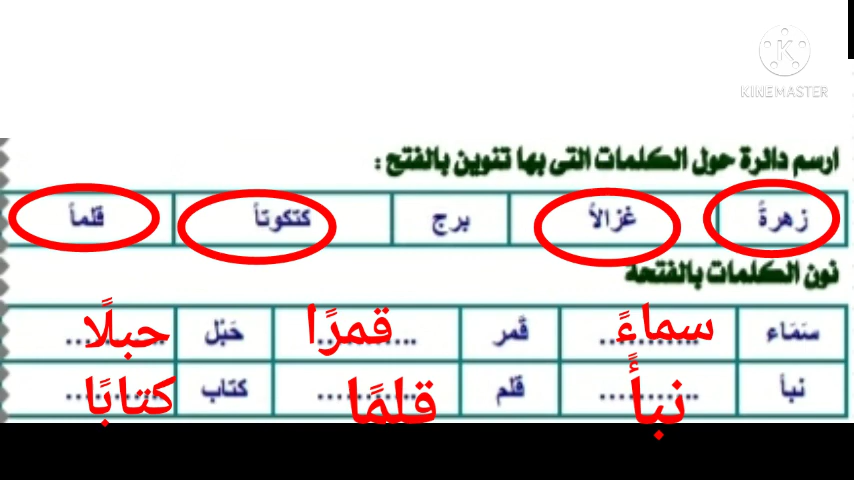 KINEMASTER
ارسم دائرة حول الكلمات التى بها تنوين بالفتح :
زهرةً غزالاً برج كتكوتاً قلماً
نون الكلمات بالفتحة
سَمَاء سماءً قَمر قمرًا حَبْل حبلًا
نبأ نبأً قلم قلمًا كتاب كتابًا